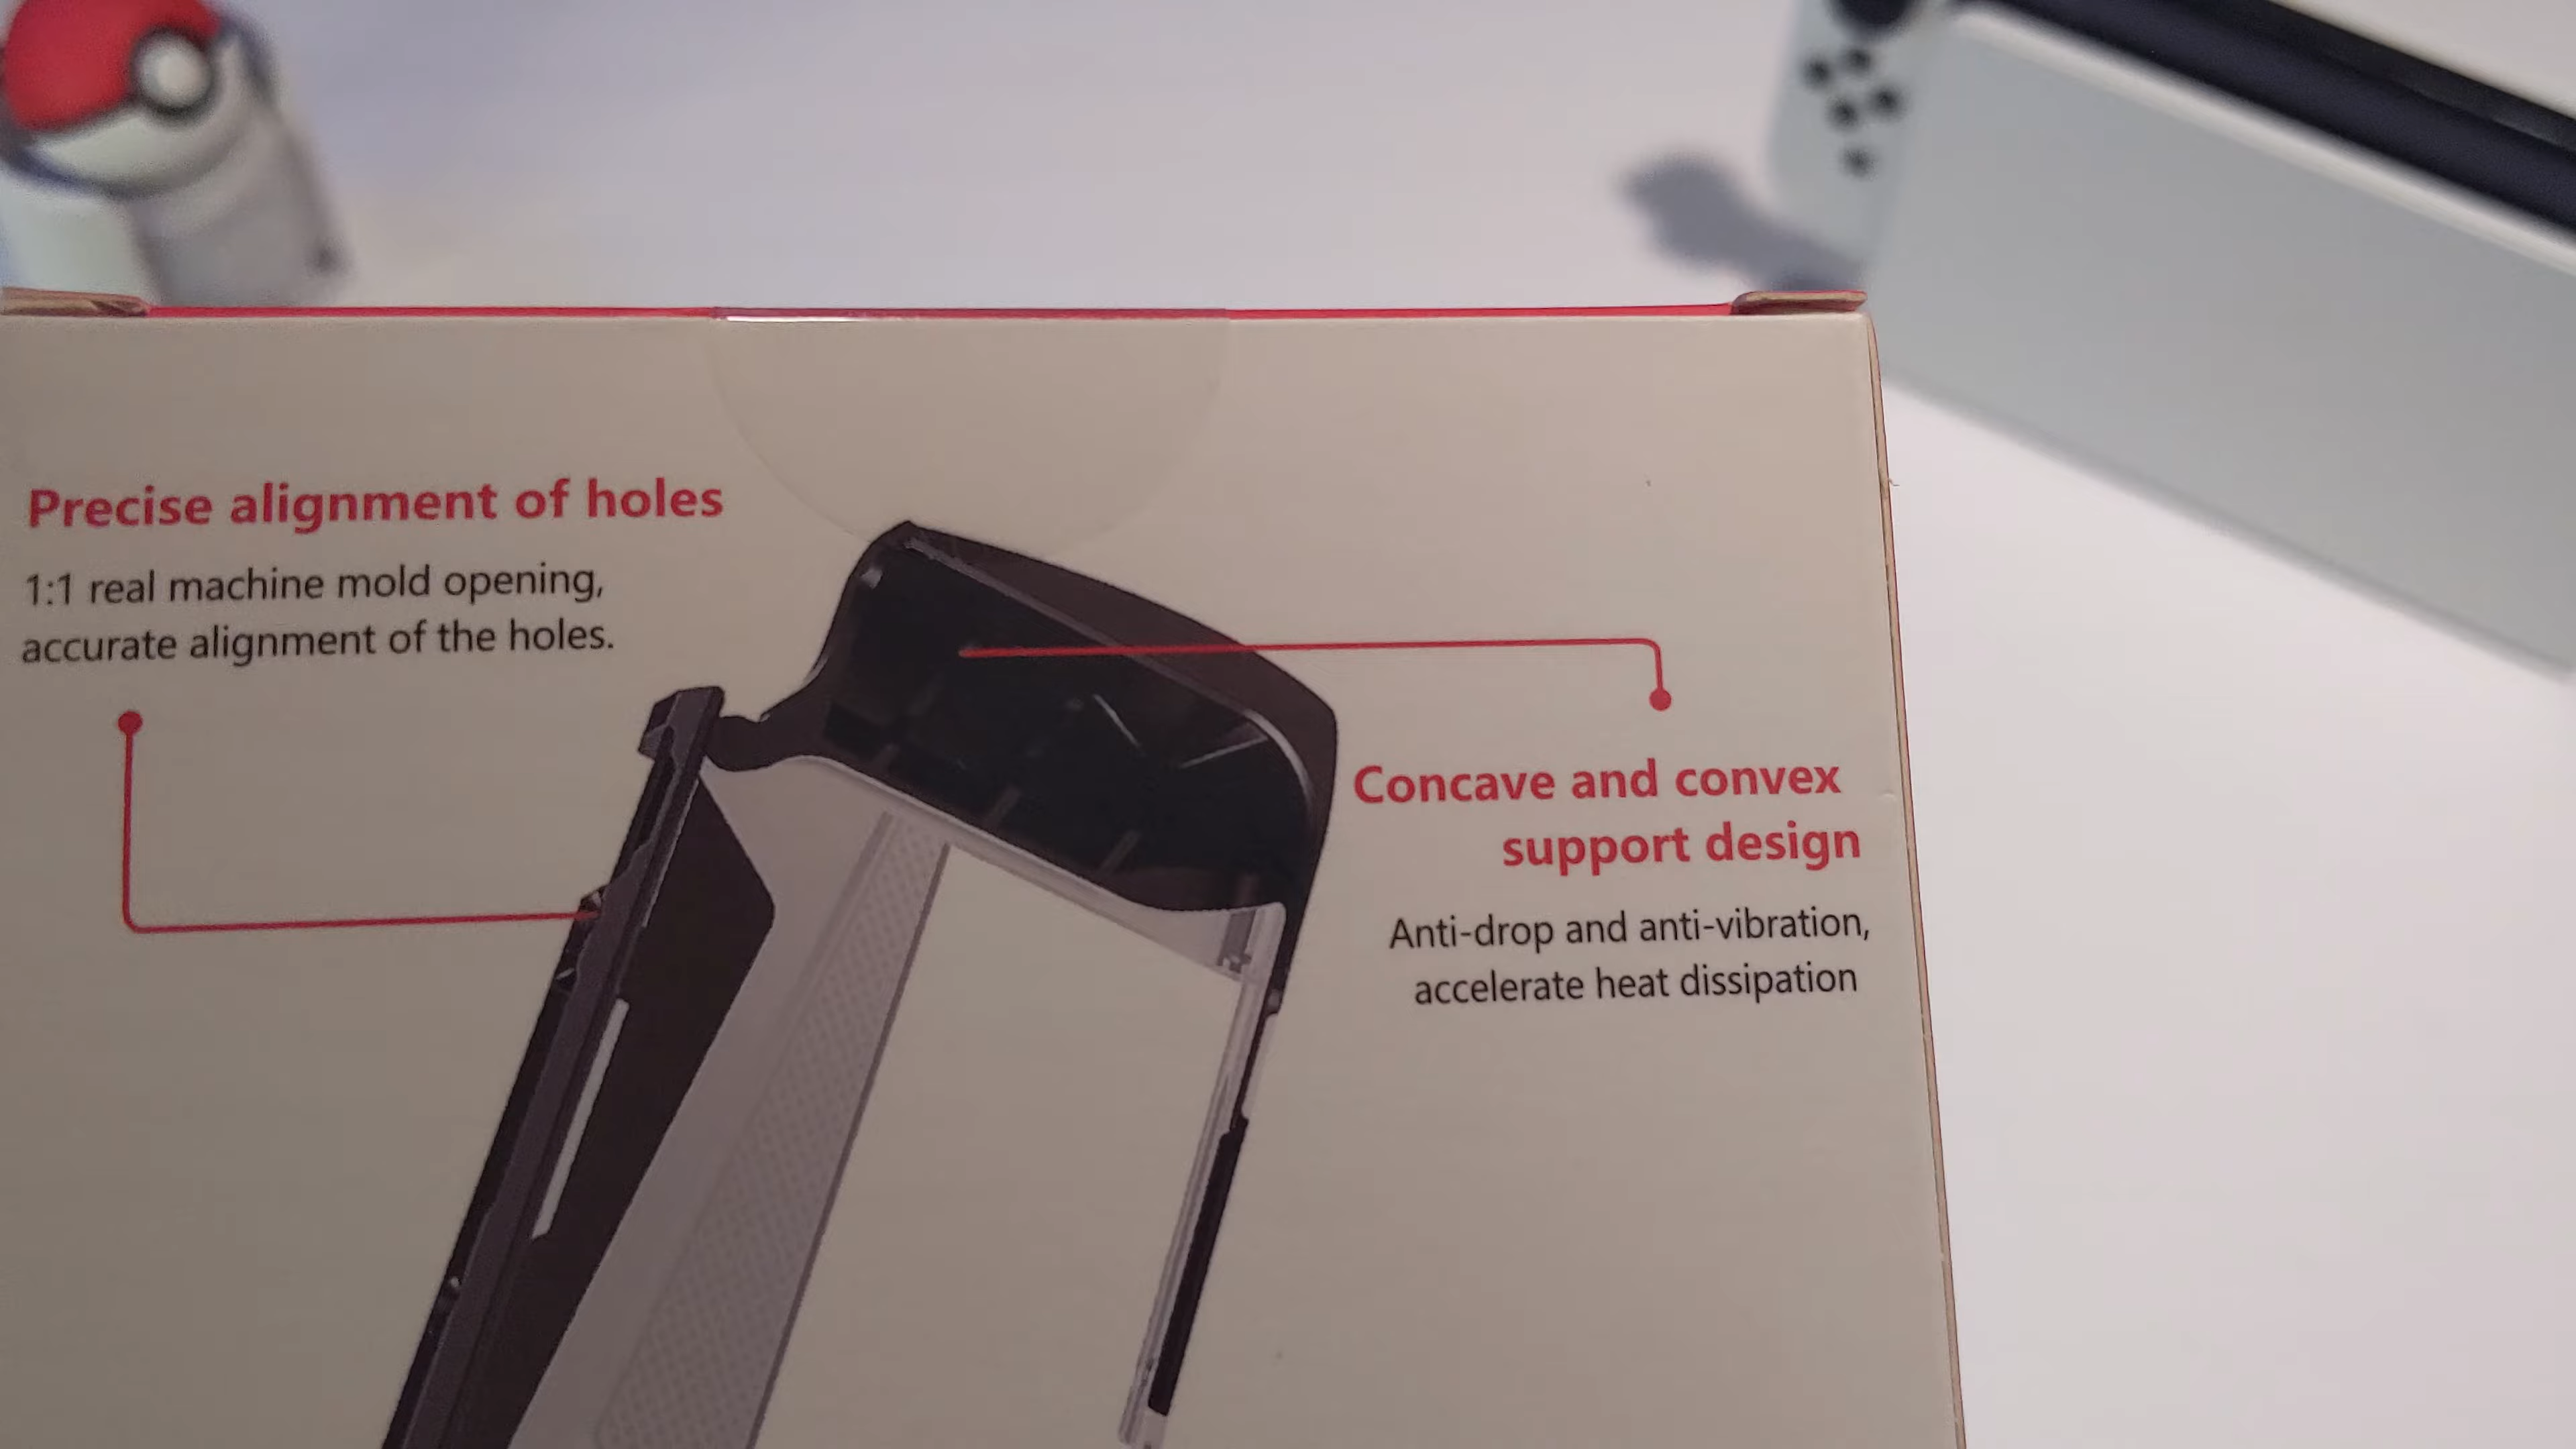 Precise alignment of holes
1:1 real machine mold opening,
accurate alignment of the holes.
Concave and convex
support design
Anti-drop and anti-vibration,
accelerate heat dissipation